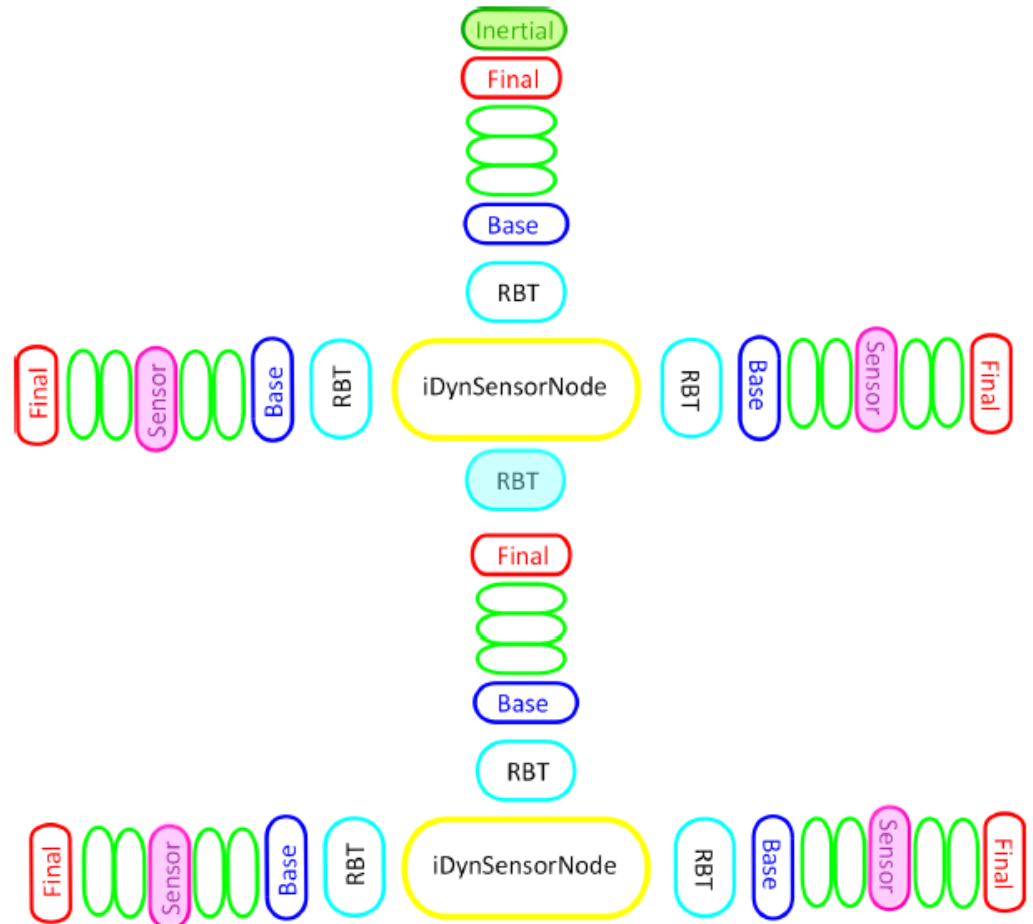 Inertial
Final
Base
RBT
Final
Sensor
Base
RBT
iDynSensorNode
RBT
Base
Sensor
Final
RBT
Final
Base
RBT
Final
Sensor
Base
RBT
iDynSensorNode
RBT
Base
Sensor
Final